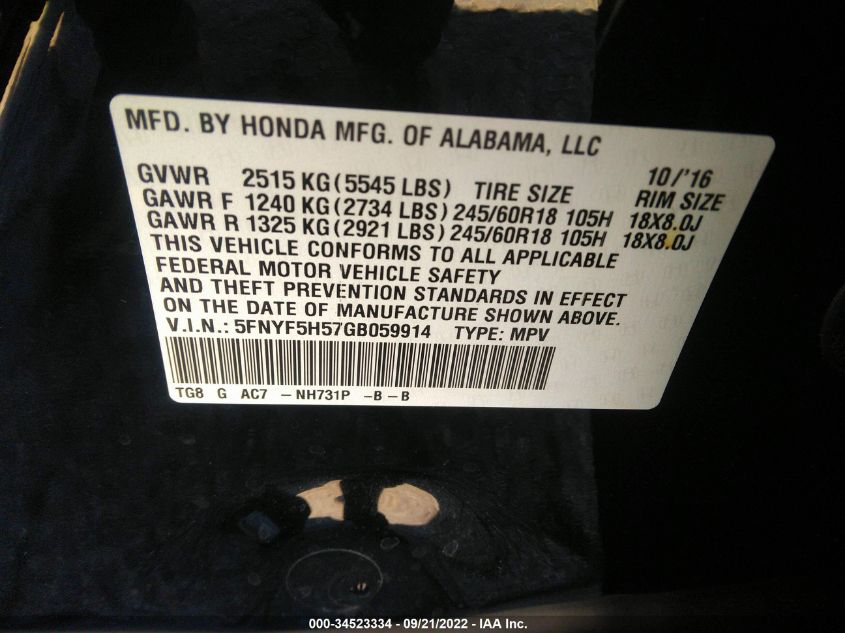 MFD. BY HONDA MFG. OF ALABAMA, LLC
GVWR 2515 KG (5545 LBS) TIRE SIZE 10/'16 RIM SIZE
GAWR F 1240 KG (2734 LBS) 245/60R18 105H 18X8.0J
GAWR R 1325 KG (2921 LBS) 245/60R18 105H 18X8.0J
THIS VEHICLE CONFORMS TO ALL APPLICABLE
FEDERAL MOTOR VEHICLE SAFETY
AND THEFT PREVENTION STANDARDS IN EFFECT
ON THE DATE OF MANUFACTURE SHOWN ABOVE.
V.I.N.: 5FNYF5H57GB059914 TYPE: MPV
TG8 G AC7 -NH731P -B-B
000-34523334 - 09/21/2022 - IAA Inc.